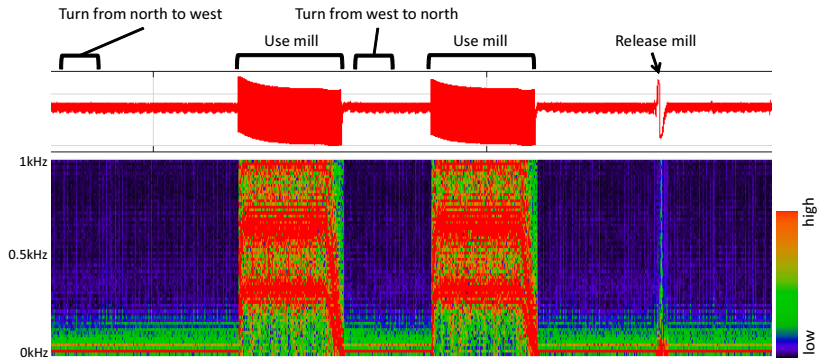 Turn from north to west
Turn from west to north
Use mill
Use mill
Release mill
1kHz
0.5kHz
0kHz
high
low